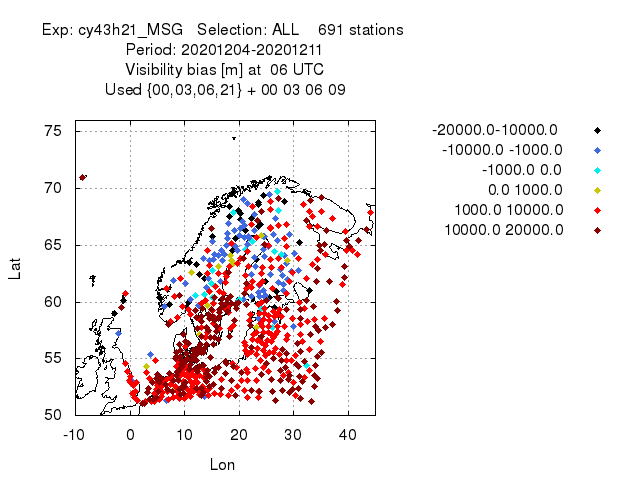 Exp: cy43h21_MSG   Selection: ALL    691 stations
Period: 20201204-20201211
Visibility bias [m] at  06 UTC
Used {00,03,06,21} + 00 03 06 09
-20000.0-10000.0
-10000.0 -1000.0
-1000.0 0.0
0.0 1000.0
1000.0 10000.0
10000.0 20000.0
75
70
65
60
55
50
Lat
-10 0 10 20 30 40
Lon